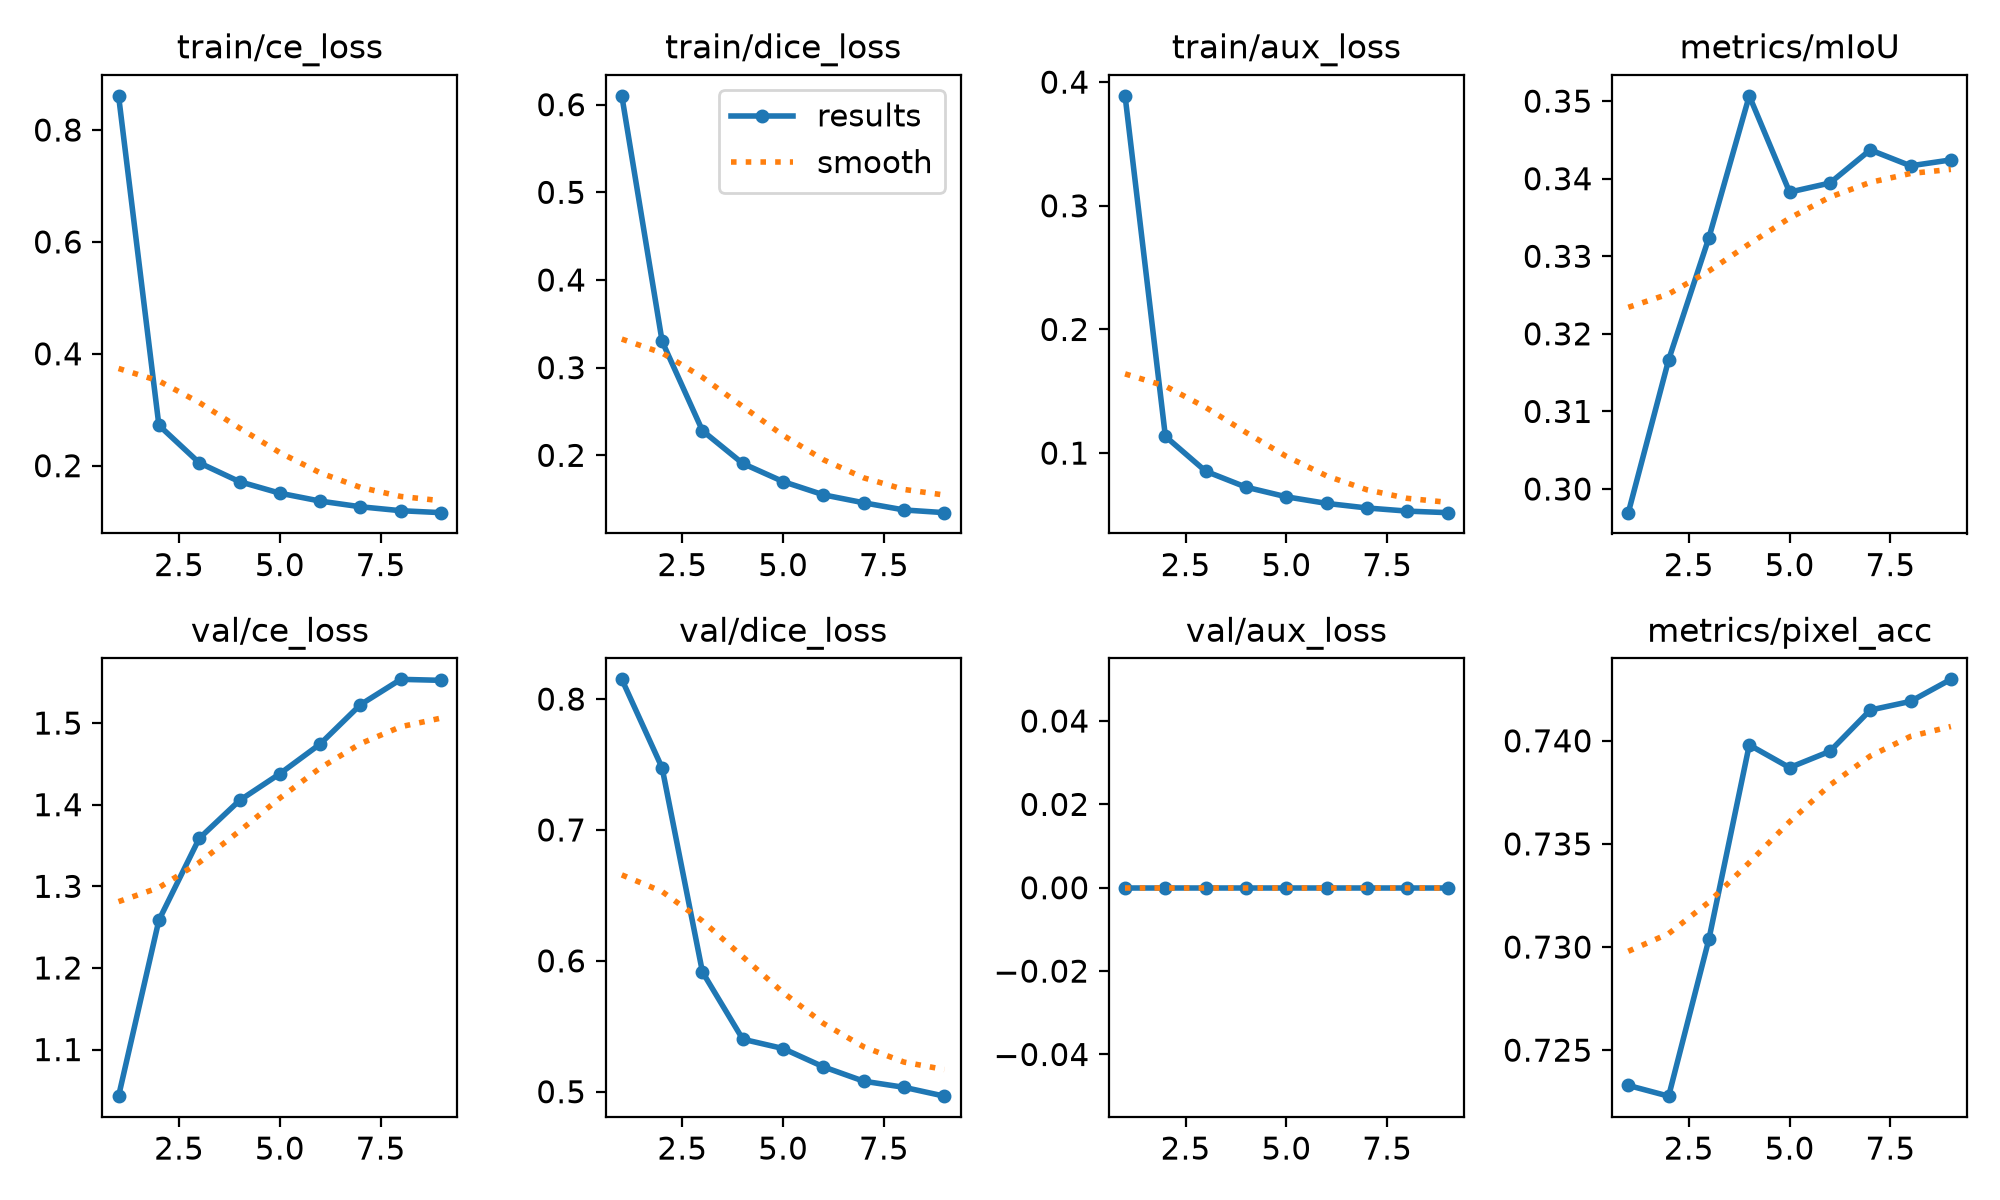 train/ce_loss
0.8
0.6
0.4
0.2
2.5 5.0 7.5
train/dice_loss
results
smooth
0.6
0.5
0.4
0.3
0.2
2.5 5.0 7.5
train/aux_loss
0.4
0.3
0.2
0.1
2.5 5.0 7.5
metrics/mIoU
0.35
0.34
0.33
0.32
0.31
0.30
2.5 5.0 7.5
val/ce_loss
1.5
1.4
1.3
1.2
1.1
2.5 5.0 7.5
val/dice_loss
0.8
0.7
0.6
0.5
2.5 5.0 7.5
val/aux_loss
0.04
0.02
0.00
−0.02
−0.04
2.5 5.0 7.5
metrics/pixel_acc
0.740
0.735
0.730
0.725
2.5 5.0 7.5